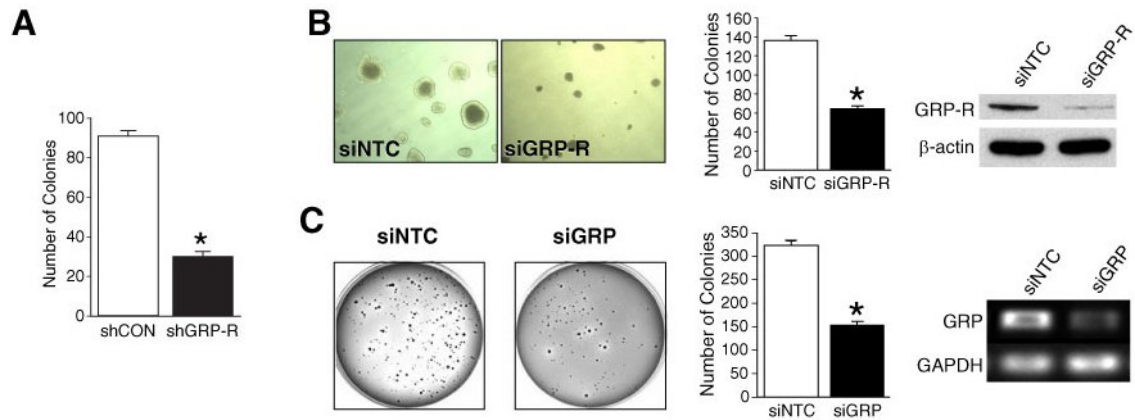 A
Number of Colonies
100
80
60
40
20
0
shCON shGRP-R
*
B
siNTC
siGRP-R
Number of Colonies
160
140
120
100
80
60
40
20
0
siNTC siGRP-R
*
siNTC siGRP-R
GRP-R
β-actin
C
siNTC siGRP
Number of Colonies
350
300
250
200
150
100
50
0
siNTC siGRP
*
siNTC siGRP
GRP
GAPDH